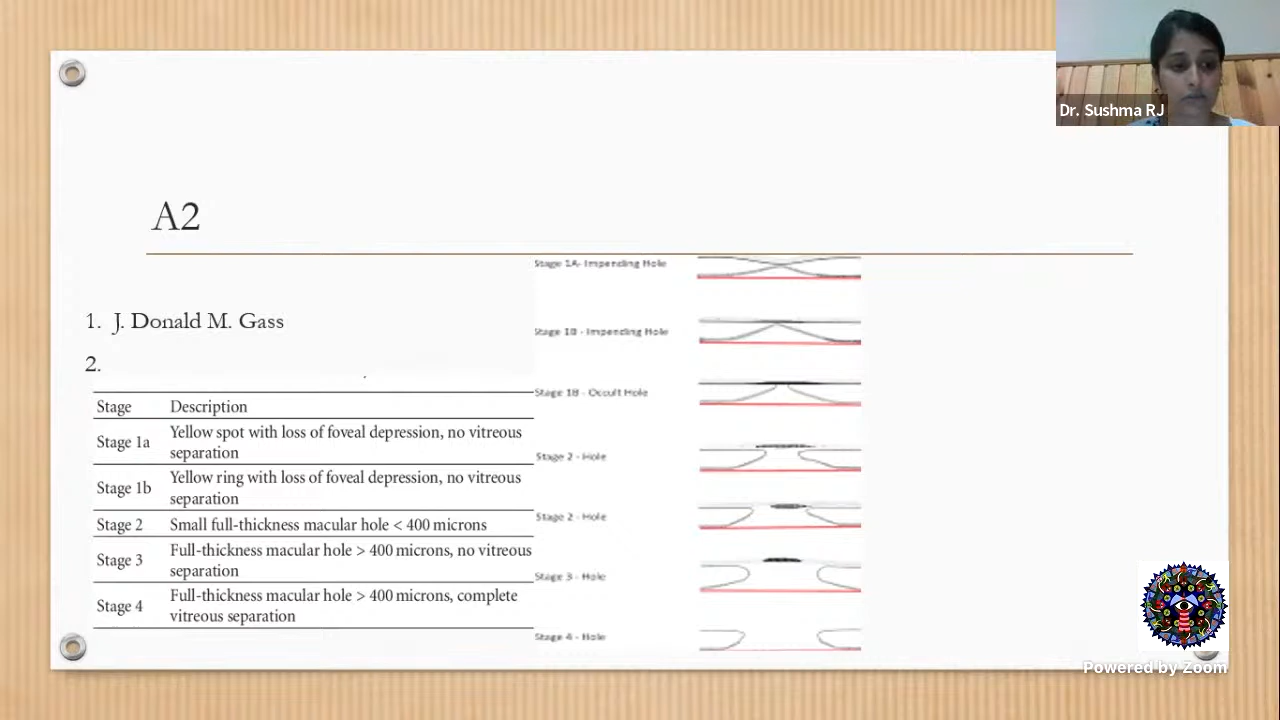 Dr. Sushma RJ
A2
1. J. Donald M. Gass
2.
Stage Description
Stage 1a Yellow spot with loss of foveal depression, no vitreous
separation
Stage 1b Yellow ring with loss of foveal depression, no vitreous
separation
Stage 2 Small full-thickness macular hole < 400 microns
Stage 3 Full-thickness macular hole > 400 microns, no vitreous
separation
Stage 4 Full-thickness macular hole > 400 microns, complete
vitreous separation
Stage 1A- Impending Hole
Stage 1B - Impending Hole
Stage 1B - Occult Hole
Stage 2 - Hole
Stage 2 - Hole
Stage 3 - Hole
Stage 4 - Hole
Powered by Zoom